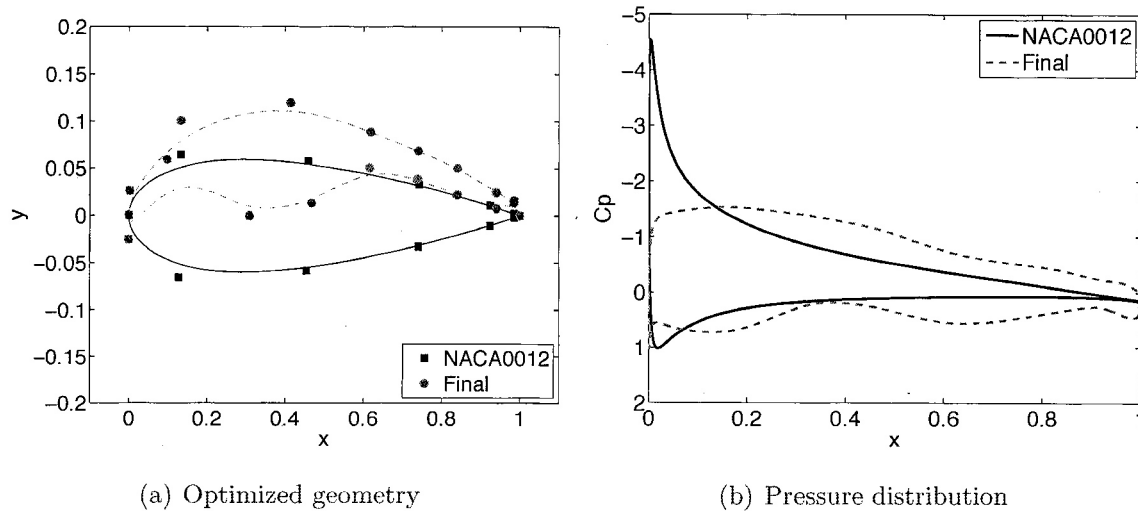 0.2
0.15
0.1
0.05
0
−0.05
−0.1
−0.15
−0.2
y
0
0.2
0.4
0.6
0.8
1
x
NACA0012
Final
(a) Optimized geometry
−5
−4
−3
−2
−1
0
1
2
Cp
0
0.2
0.4
0.6
0.8
1
x
NACA0012
Final
(b) Pressure distribution